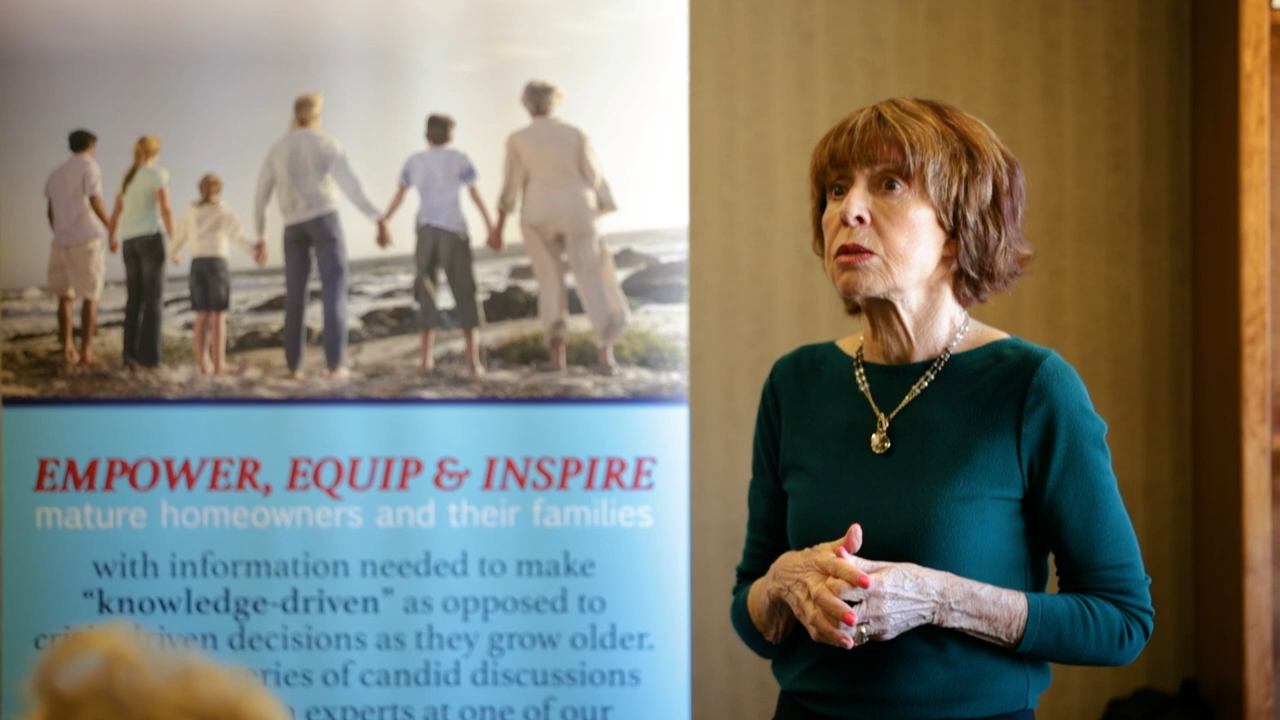 EMPOWER, EQUIP & INSPIRE
mature homeowners and their families
with information needed to make
“knowledge-driven” as opposed to
decisions as they grow older.
of candid discussions
experts at one of our